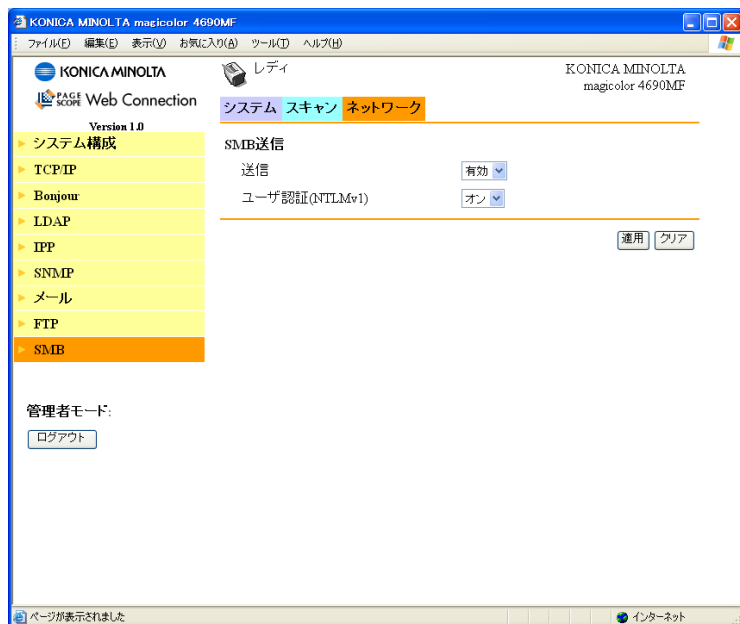 KONICA MINOLTA magicolor 4690MF
ファイル(F) 編集(E) 表示(V) お気に入り(A) ツール(T) ヘルプ(H)
KONICA MINOLTA
レディ
KONICA MINOLTA
magicolor 4690MF
PAGE SCOPE Web Connection
Version 1.0
システム スキャン ネットワーク
システム構成
TCP/IP
Bonjour
LDAP
IPP
SNMP
メール
FTP
SMB
SMB送信
送信 有効
ユーザ認証(NTLMv1) オン
適用 クリア
管理者モード:
ログアウト
ページが表示されました
インターネット